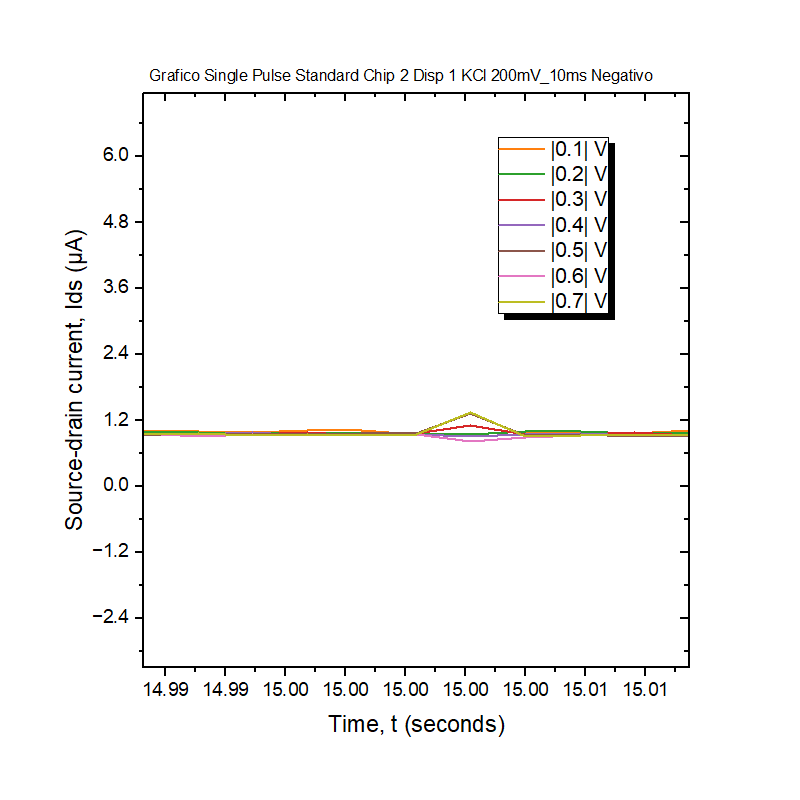 Grafico Single Pulse Standard Chip 2 Disp 1 KCl 200mV_10ms Negativo
|0.1| V
|0.2| V
|0.3| V
|0.4| V
|0.5| V
|0.6| V
|0.7| V
6.0
4.8
3.6
2.4
1.2
0.0
−1.2
−2.4
Source-drain current, Ids (μA)
14.99 14.99 15.00 15.00 15.00 15.00 15.00 15.01 15.01
Time, t (seconds)